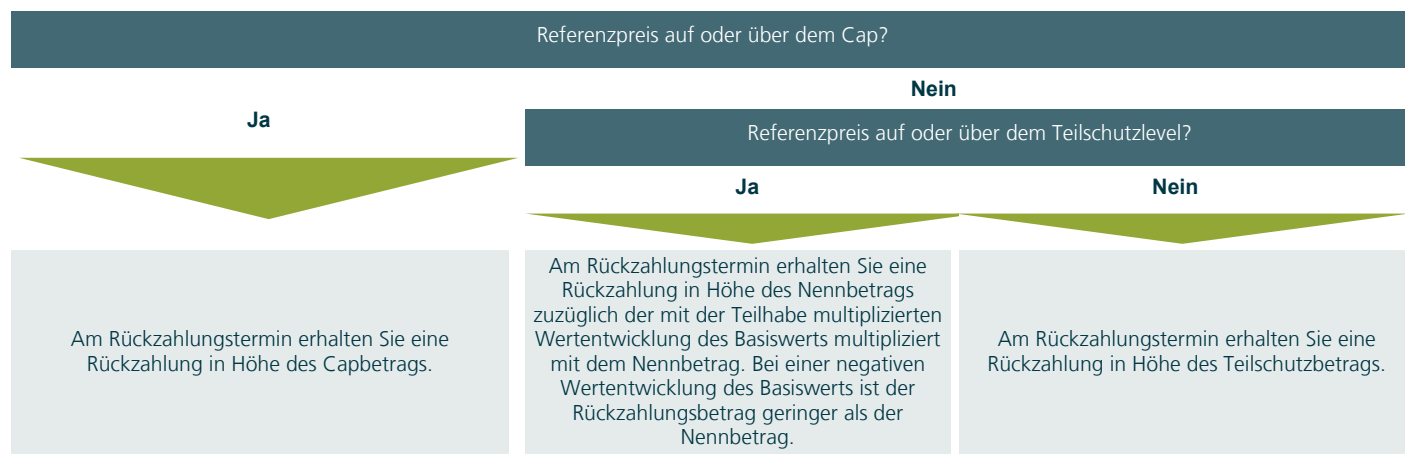 Referenzpreis auf oder über dem Cap?
Ja
Nein
Referenzpreis auf oder über dem Teilschutzlevel?
Ja
Nein
Am Rückzahlungstermin erhalten Sie eine
Rückzahlung in Höhe des Capbetrags.
Am Rückzahlungstermin erhalten Sie eine
Rückzahlung in Höhe des Nennbetrags
zuzüglich der mit der Teilhabe multiplizierten
Wertentwicklung des Basiswerts multipliziert
mit dem Nennbetrag. Bei einer negativen
Wertentwicklung des Basiswerts ist der
Rückzahlungsbetrag geringer als der
Nennbetrag.
Am Rückzahlungstermin erhalten Sie eine
Rückzahlung in Höhe des Teilschutzbetrags.